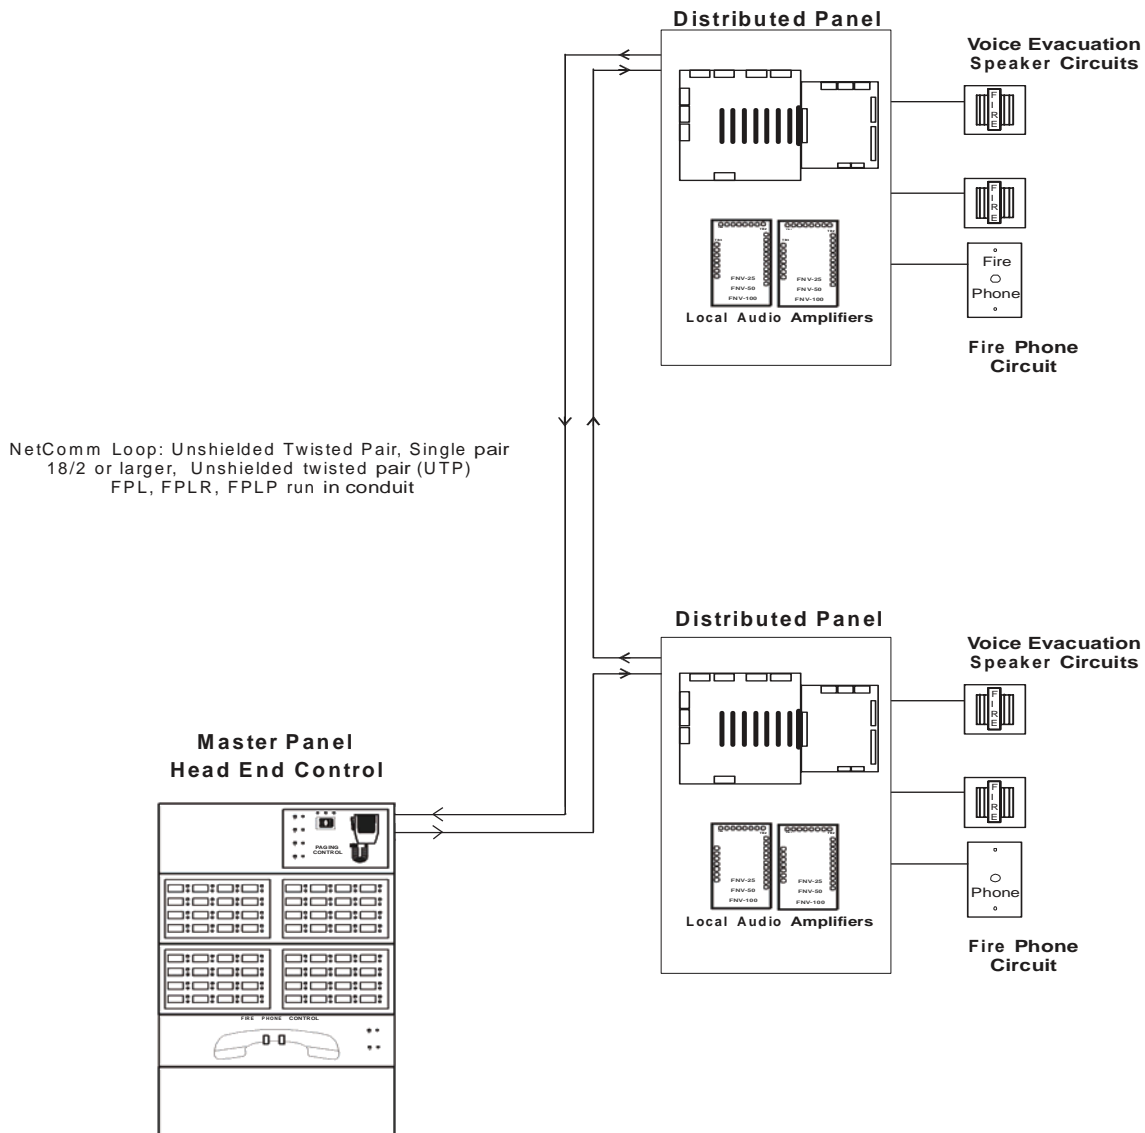 Distributed Panel
Voice Evacuation
Speaker Circuits
FIRE
FIRE
FNV-25
FNV-50
FNV-100
FNV-25
FNV-50
FNV-100
Local Audio Amplifiers
Fire
Phone
Fire Phone
Circuit
NetComm Loop: Unshielded Twisted Pair, Single pair
18/2 or larger, Unshielded twisted pair (UTP)
FPL, FPLR, FPLP run in conduit
Distributed Panel
Voice Evacuation
Speaker Circuits
FIRE
FIRE
FNV-25
FNV-50
FNV-100
FNV-25
FNV-50
FNV-100
Local Audio Amplifiers
Phone
Fire Phone
Circuit
Master Panel
Head End Control
PAGING
CONTROL
FIRE PHONE CONTROL